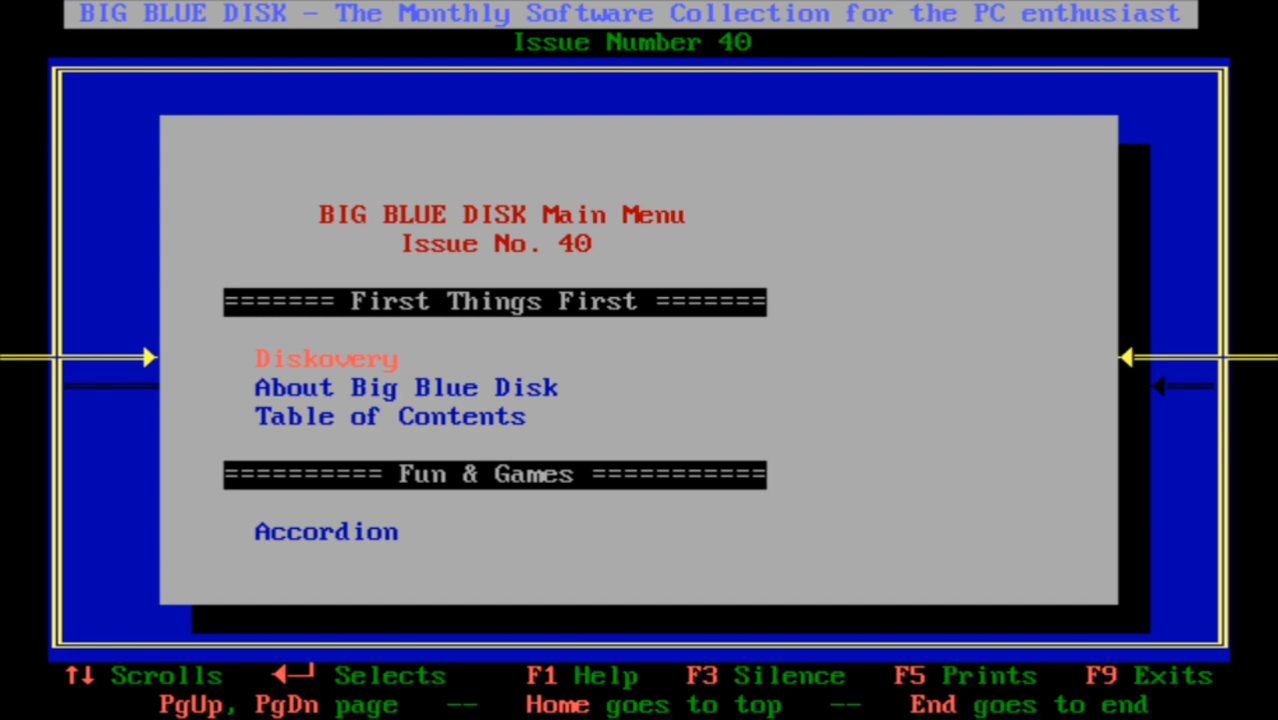 BIG BLUE DISK - The Monthly Software Collection for the PC enthusiast
Issue Number 40
BIG BLUE DISK Main Menu
Issue No. 40
======= First Things First =======
Diskovery
About Big Blue Disk
Table of Contents
========== Fun & Games ===========
Accordion
↑↓ Scrolls ◄─┘ Selects F1 Help F3 Silence F5 Prints F9 Exits
PgUp, PgDn page -- Home goes to top -- End goes to end